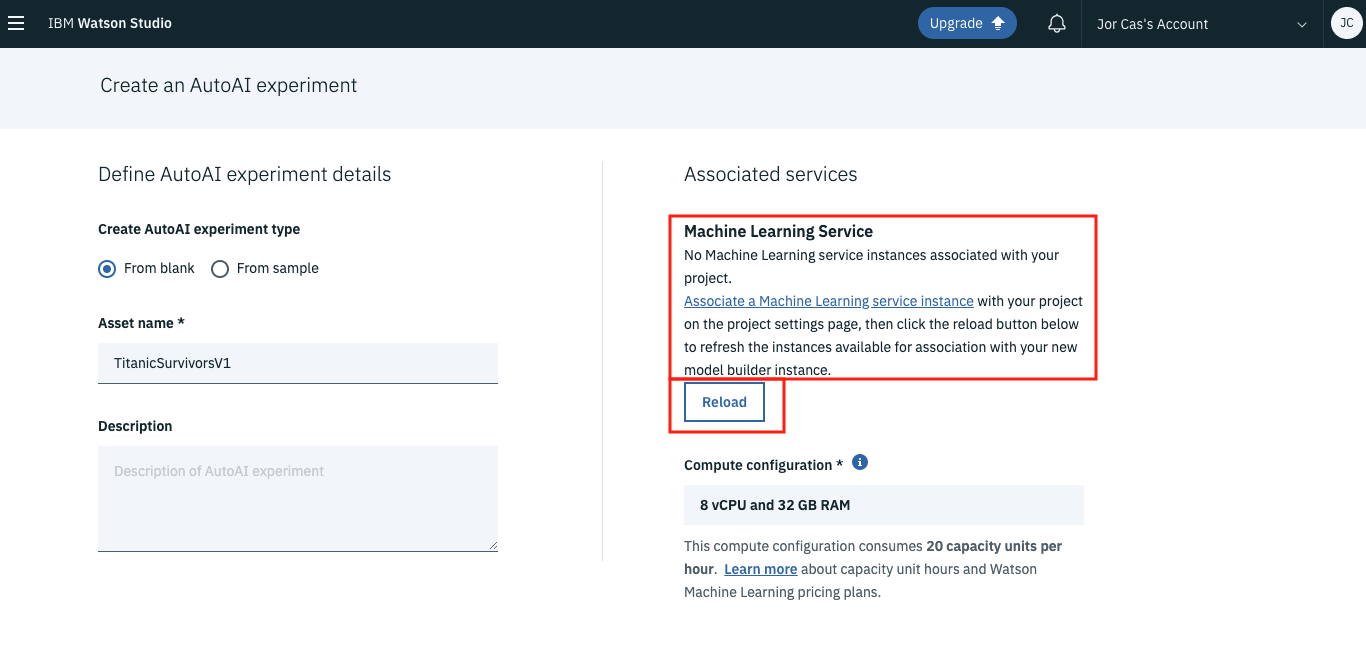 IBM Watson Studio
Upgrade
Jor Cas's Account
JC
Create an AutoAI experiment
Define AutoAI experiment details
Create AutoAI experiment type
From blank
From sample
Asset name *
TitanicSurvivorsV1
Description
Description of AutoAI experiment
Associated services
Machine Learning Service
No Machine Learning service instances associated with your
project.
Associate a Machine Learning service instance with your project
on the project settings page, then click the reload button below
to refresh the instances available for association with your new
model builder instance.
Reload
Compute configuration *
8 vCPU and 32 GB RAM
This compute configuration consumes 20 capacity units per
hour. Learn more about capacity unit hours and Watson
Machine Learning pricing plans.